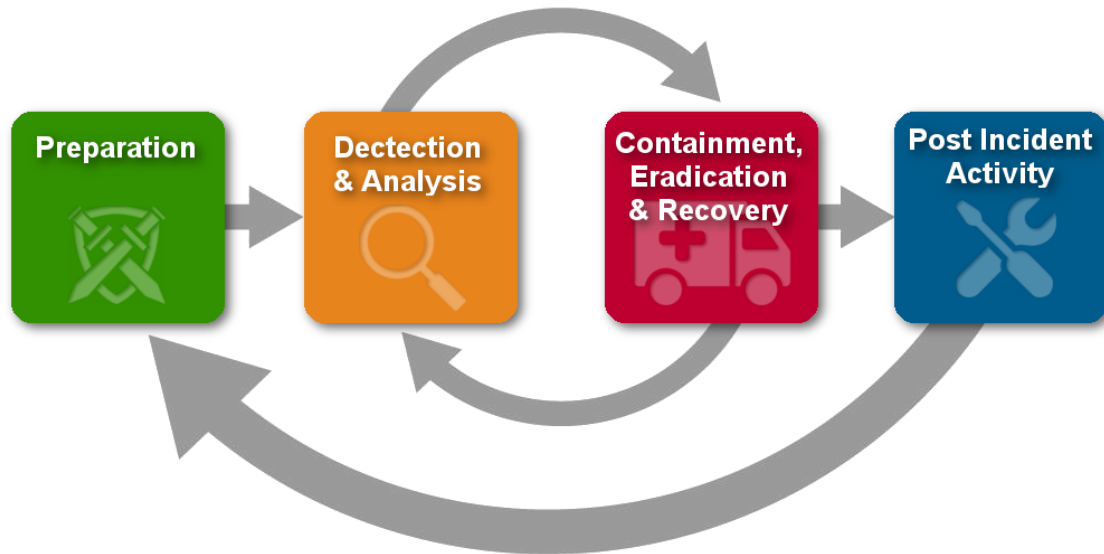 Preparation
Dectection
& Analysis
Containment,
Eradication
& Recovery
Post Incident
Activity